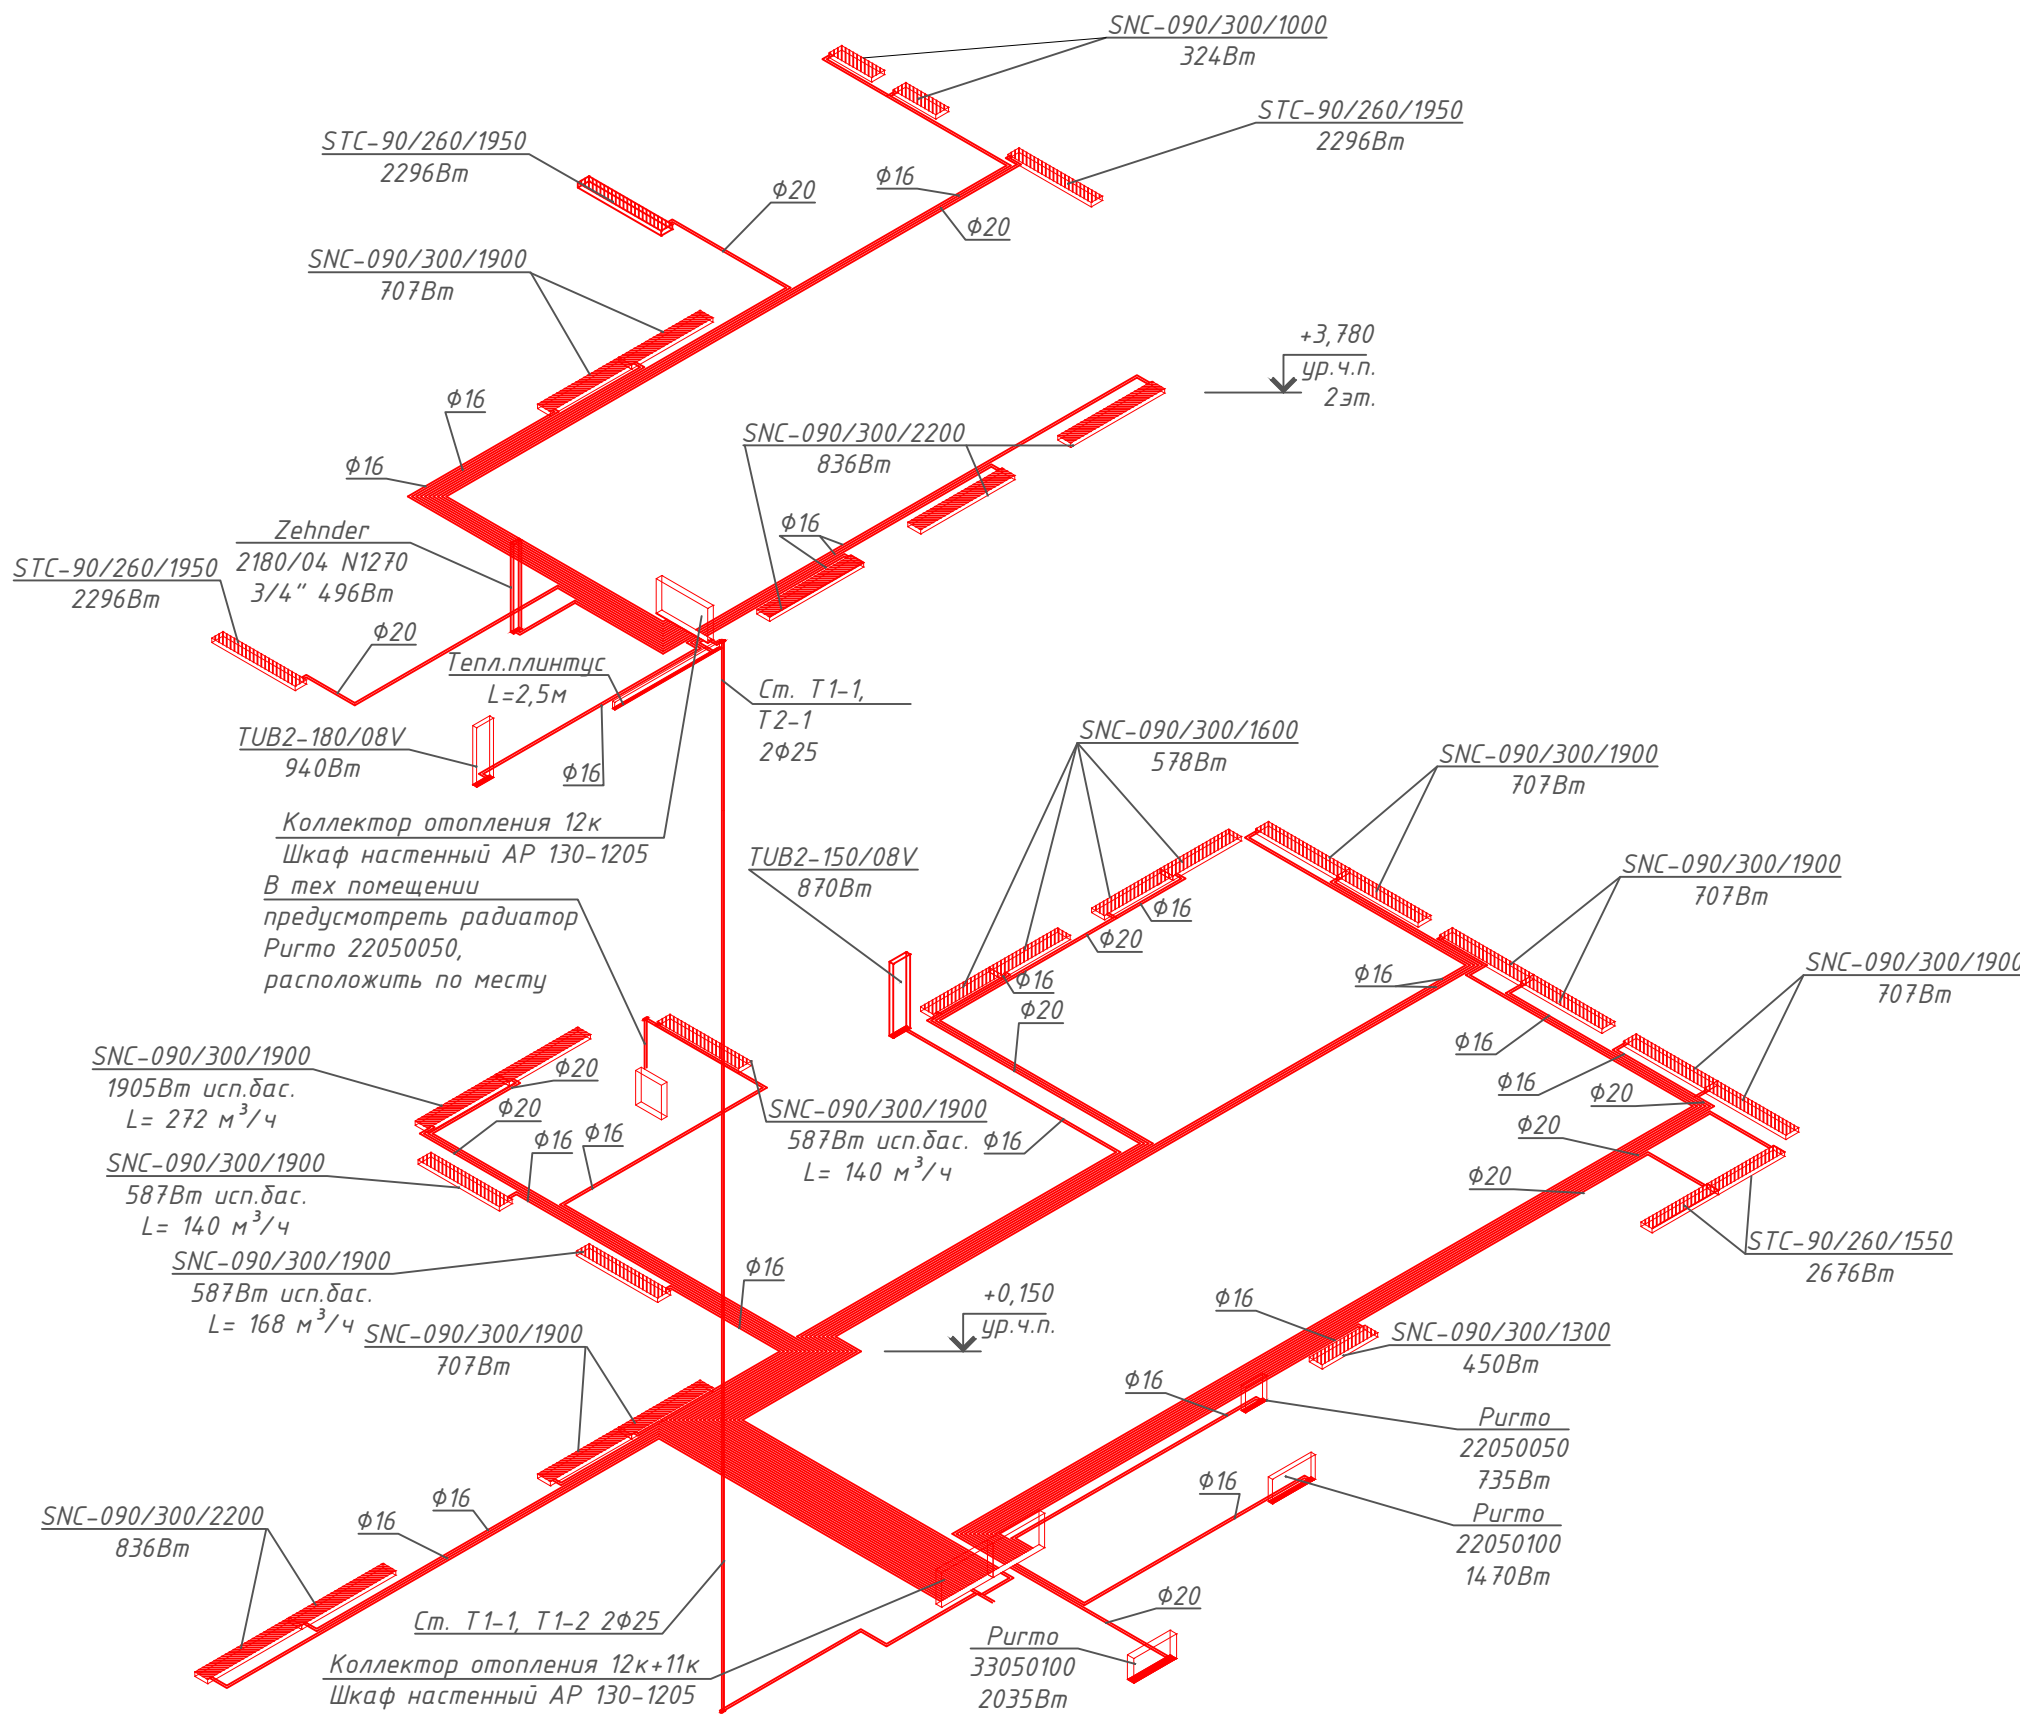 SNC-090/300/1000
324Вт
STC-90/260/1950
2296Вт
STC-90/260/1950
2296Вт
Ф20
Ф16
Ф20
SNC-090/300/1900
707Вт
+3,780
ур.ч.п.
2эт.
Ф16
Ф16
SNC-090/300/2200
836Вт
Ф16
Zehnder
2180/04 N1270
3/4" 496Вт
STC-90/260/1950
2296Вт
Ф20
Тепл.плинтус
L=2,5м
Ст. Т1-1,
Т2-1
2Ф25
TUB2-180/08V
940Вт
Ф16
Коллектор отопления 12к
Шкаф настенный АР 130-1205
В тех помещении
предусмотреть радиатор
Purmo 22050050,
расположить по месту
SNC-090/300/1600
578Вт
SNC-090/300/1900
707Вт
TUB2-150/08V
870Вт
SNC-090/300/1900
707Вт
Ф16
Ф20
Ф16
Ф20
Ф16
SNC-090/300/1900
707Вт
SNC-090/300/1900
1905Вт исп.бас.
L= 272 м³/ч
Ф20
Ф20
Ф16
Ф16
SNC-090/300/1900
587Вт исп.бас.
L= 140 м³/ч
Ф16
Ф16
Ф16
Ф20
Ф20
Ф20
SNC-090/300/1900
587Вт исп.бас.
L= 140 м³/ч
SNC-090/300/1900
587Вт исп.бас.
L= 168 м³/ч
Ф16
STC-90/260/1550
2676Вт
+0,150
ур.ч.п.
Ф16
SNC-090/300/1300
450Вт
SNC-090/300/1900
707Вт
Ф16
Purmo
22050050
735Вт
Ф16
Purmo
22050100
1470Вт
Ф16
Ф16
SNC-090/300/2200
836Вт
Ф20
Ст. Т1-1, Т1-2 2Ф25
Коллектор отопления 12к+11к
Шкаф настенный АР 130-1205
Purmo
33050100
2035Вт